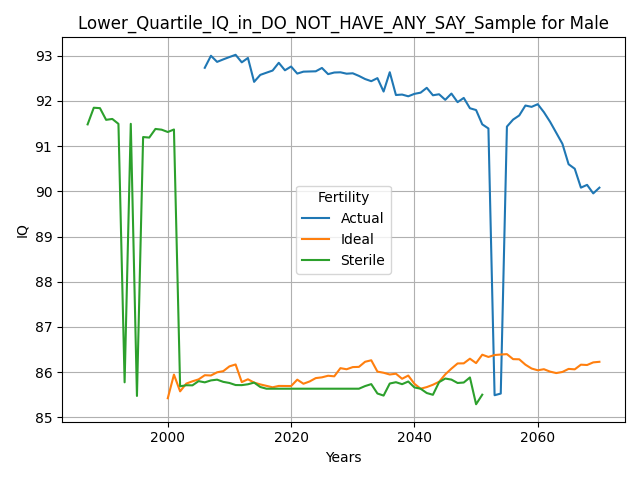 Lower_Quartile_IQ_in_DO_NOT_HAVE_ANY_SAY_Sample for Male
93
92
91
90
89
88
87
86
85
IQ
Fertility
Actual
Ideal
Sterile
2000 2020 2040 2060
Years